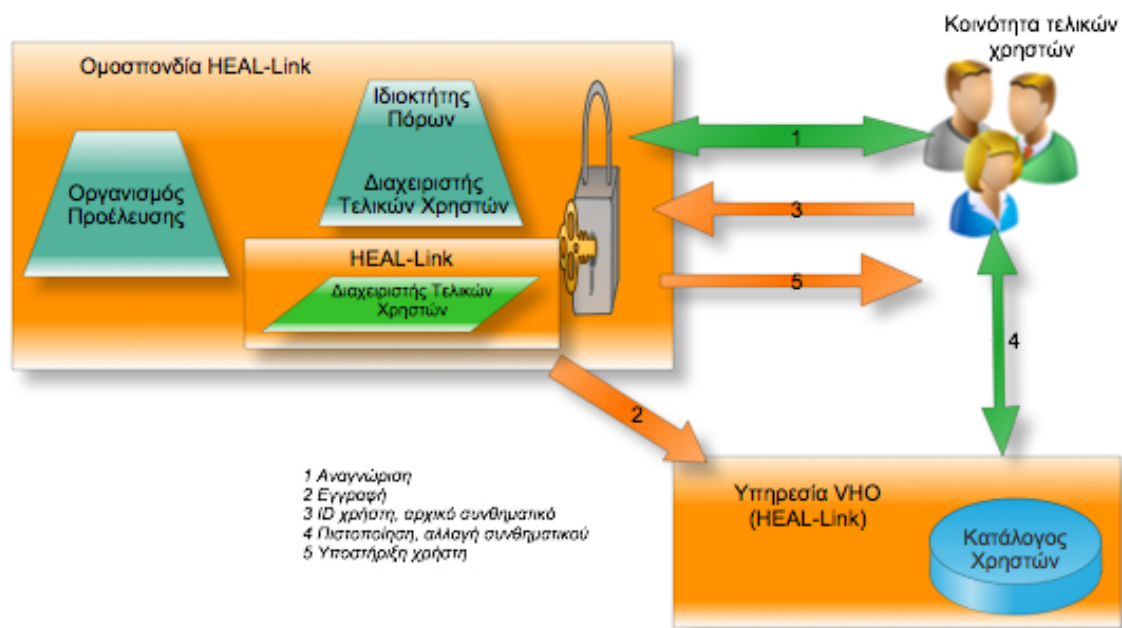 Κοινότητα τελικών
χρηστών
Ομοσπονδία HEAL-Link
Ιδιοκτήτης
Πόρων
Διαχειριστής
Τελικών Χρηστών
Οργανισμός
Προέλευσης
HEAL-Link
Διαχειριστής Τελικών
Χρηστών
1
3
5
4
2
1 Αναγνώριση
2 Εγγραφή
3 ID χρήστη, αρχικό συνθηματικό
4 Πιστοποίηση, αλλαγή συνθηματικού
5 Υποστήριξη χρήστη
Υπηρεσία VHO
(HEAL-Link)
Κατάλογος
Χρηστών